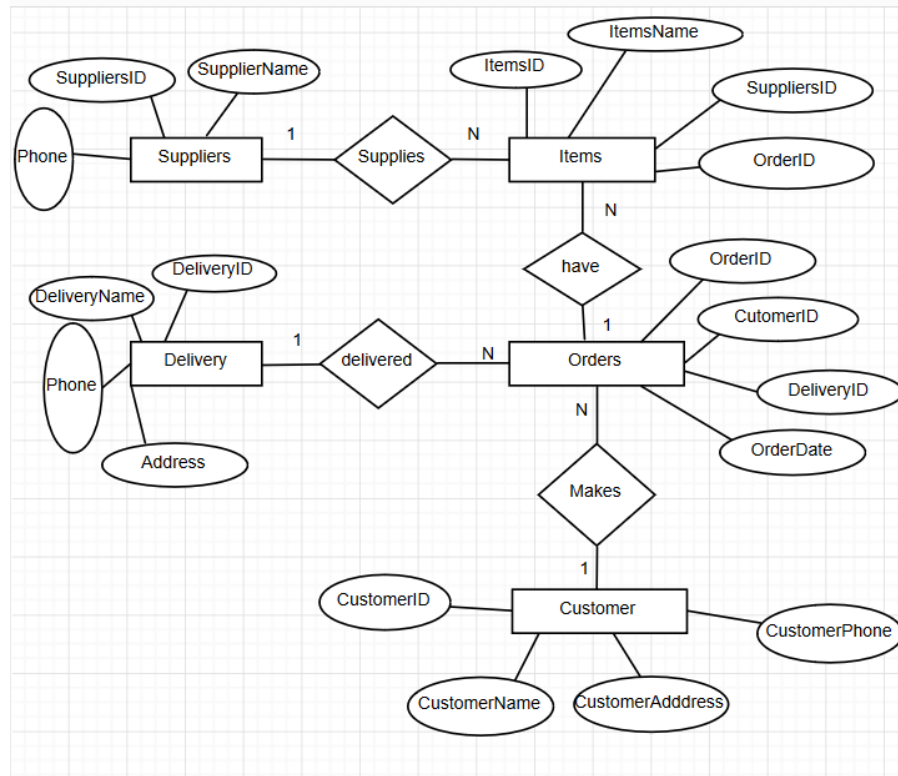 ItemsName
ItemsID
SupplierName
SuppliersID
SuppliersID
Phone
Suppliers
1
Supplies
N
Items
OrderID
N
have
OrderID
DeliveryID
DeliveryName
1
CutomerID
Delivery
1
delivered
N
Orders
Phone
DeliveryID
N
OrderDate
Address
Makes
1
CustomerID
Customer
CustomerPhone
CustomerName
CustomerAdddress